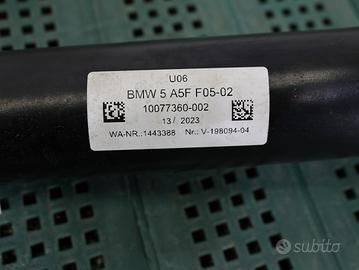 U06
BMW 5 A5F F05-02
10077360-002
13/ 2023
WA-NR.:1443388 Nr.: V-198094-04
subito